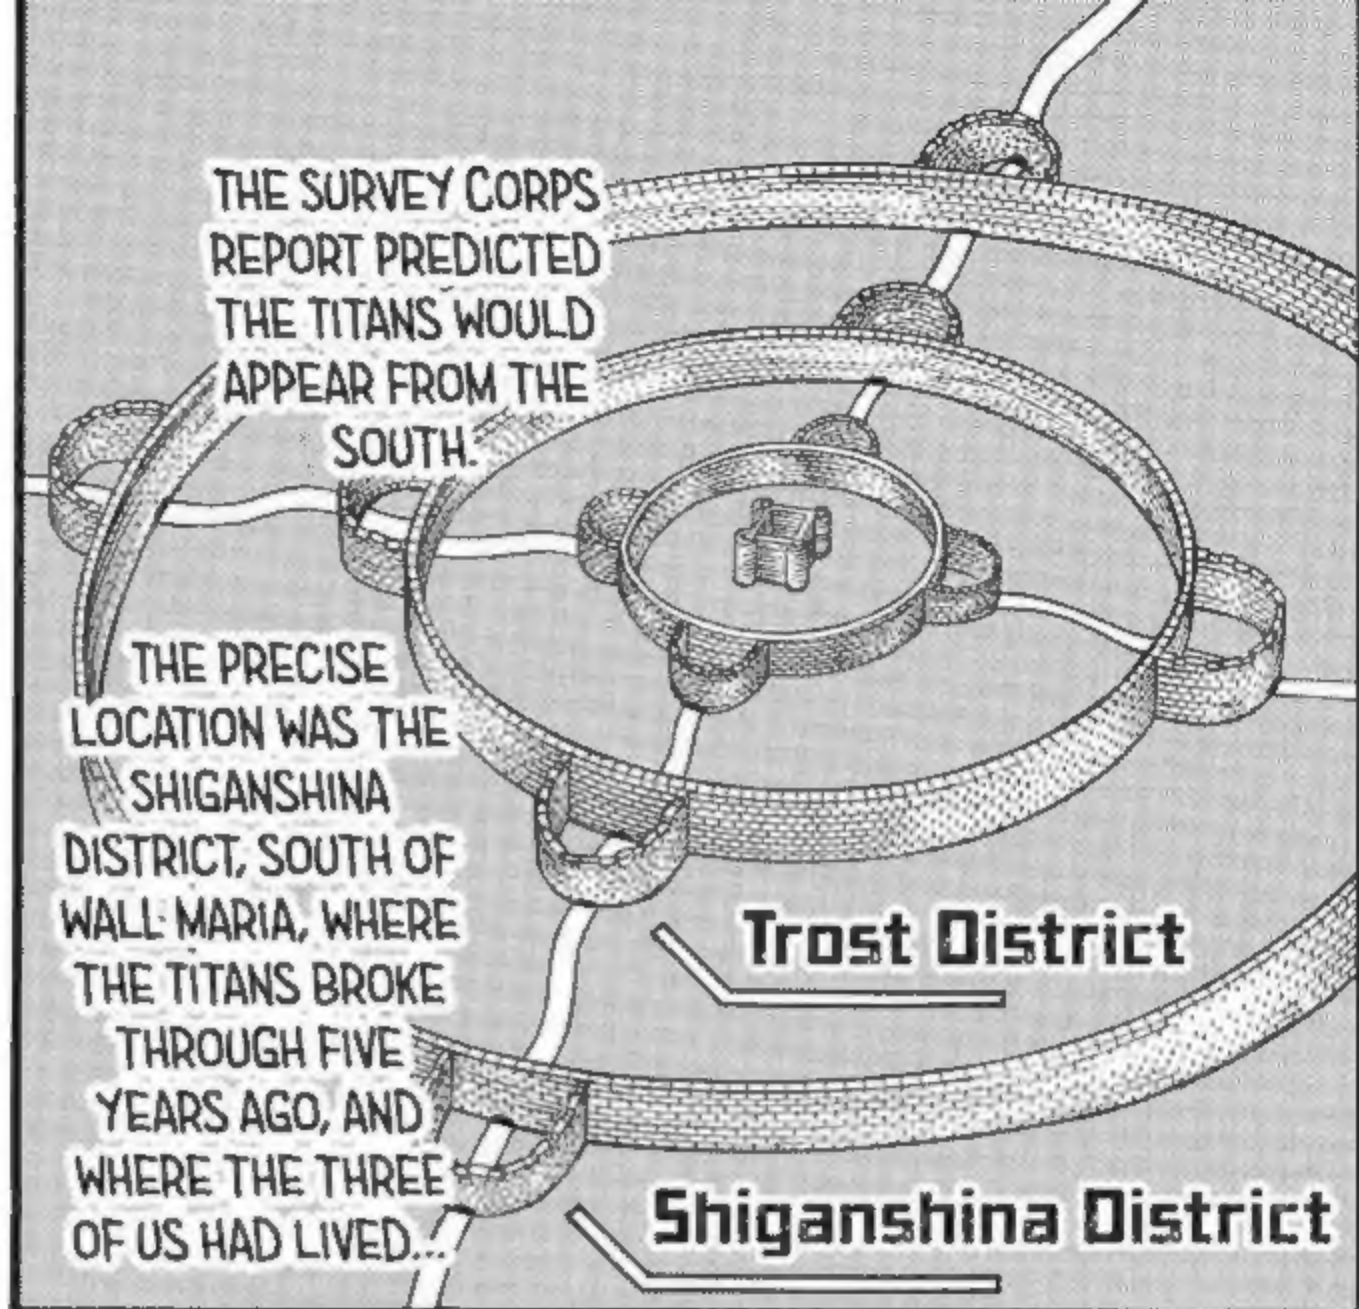 THE SURVEY CORPS
REPORT PREDICTED
THE TITANS WOULD
APPEAR FROM THE
SOUTH.
THE PRECISE
LOCATION WAS THE
SHIGANSHINA
DISTRICT, SOUTH OF
WALL MARIA, WHERE
THE TITANS BROKE
THROUGH FIVE
YEARS AGO, AND
WHERE THE THREE
OF US HAD LIVED...
Trost District
Shiganshina District